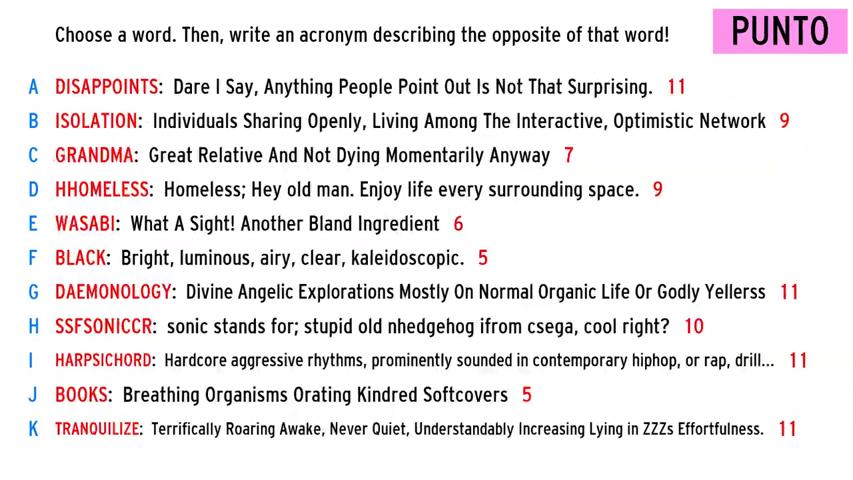 Choose a word. Then, write an acronym describing the opposite of that word!
PUNTO
A DISAPPOINTS: Dare I Say, Anything People Point Out Is Not That Surprising. 11
B ISOLATION: Individuals Sharing Openly, Living Among The Interactive, Optimistic Network 9
C GRANDMA: Great Relative And Not Dying Momentarily Anyway 7
D HHOMELESS: Homeless; Hey old man. Enjoy life every surrounding space. 9
E WASABI: What A Sight! Another Bland Ingredient 6
F BLACK: Bright, luminous, airy, clear, kaleidoscopic. 5
G DAEMONOLOGY: Divine Angelic Explorations Mostly On Normal Organic Life Or Godly Yellerss 11
H SSFSONICCR: sonic stands for; stupid old nhedgehog ifrom csega, cool right? 10
I HARPSICHORD: Hardcore aggressive rhythms, prominently sounded in contemporary hiphop, or rap, drill... 11
J BOOKS: Breathing Organisms Orating Kindred Softcovers 5
K TRANQUILIZE: Terrifically Roaring Awake, Never Quiet, Understandably Increasing Lying in ZZZs Effortfulness. 11